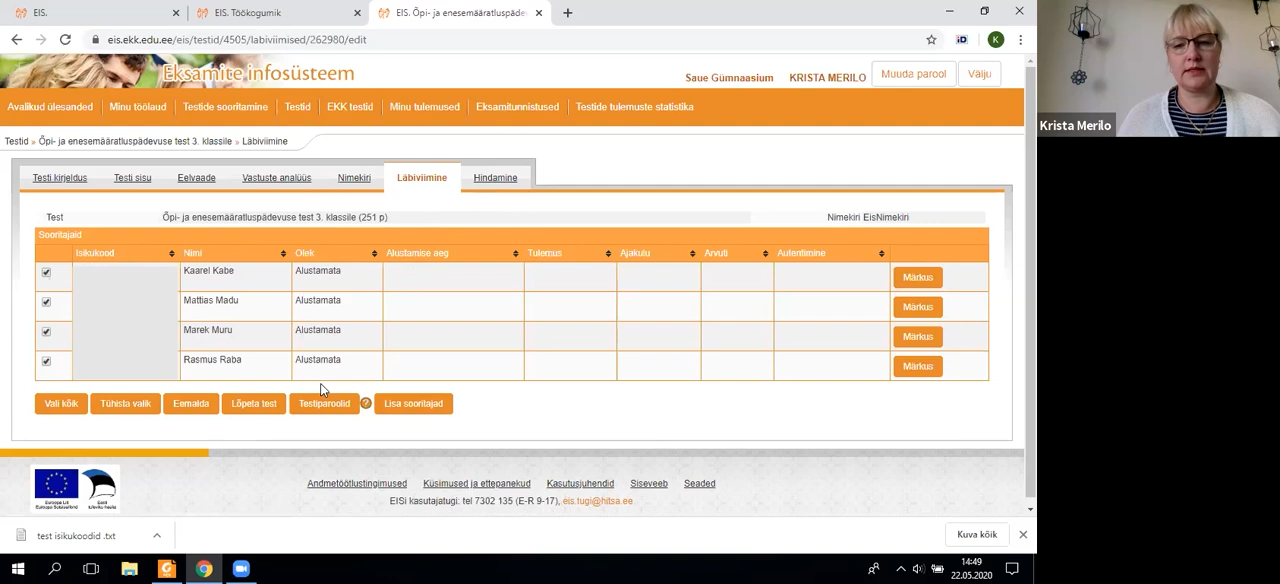 EIS.
EIS. Töökogumik
EIS. Õpi- ja enesemääratluspädev
eis.ekk.edu.ee/eis/testid/4505/labiviimised/262980/edit
iD
K
Eksamite infosüsteem
Saue Gümnaasium
KRISTA MERILO
Muuda parool
Välju
Avalikud ülesanded
Minu töölaud
Testide sooritamine
Testid
EKK testid
Minu tulemused
Eksamitunnistused
Testide tulemuste statistika
Testid » Õpi- ja enesemääratluspädevuse test 3. klassile » Läbiviimine
Testi kirjeldus
Testi sisu
Eelvaade
Vastuste analüüs
Nimekiri
Läbiviimine
Hindamine
Test
Õpi- ja enesemääratluspädevuse test 3. klassile (251 p)
Nimekiri EisNimekiri
Sooritajaid
Isikukood
Nimi
Olek
Alustamise aeg
Tulemus
Ajakulu
Arvuti
Autentimine
Kaarel Kabe
Alustamata
Märkus
Mattias Madu
Alustamata
Märkus
Marek Muru
Alustamata
Märkus
Rasmus Raba
Alustamata
Märkus
Vali kõik
Tühista valik
Eemalda
Lõpeta test
Testiparoolid
?
Lisa sooritajad
Andmetöötlustingimused
Küsimused ja ettepanekud
Kasutusjuhendid
Siseveeb
Seaded
EISi kasutajatugi: tel 7302 135 (E-R 9-17), eis.tugi@hitsa.ee
test isikukoodid .txt
Kuva kõik
14:49
22.05.2020
Krista Merilo